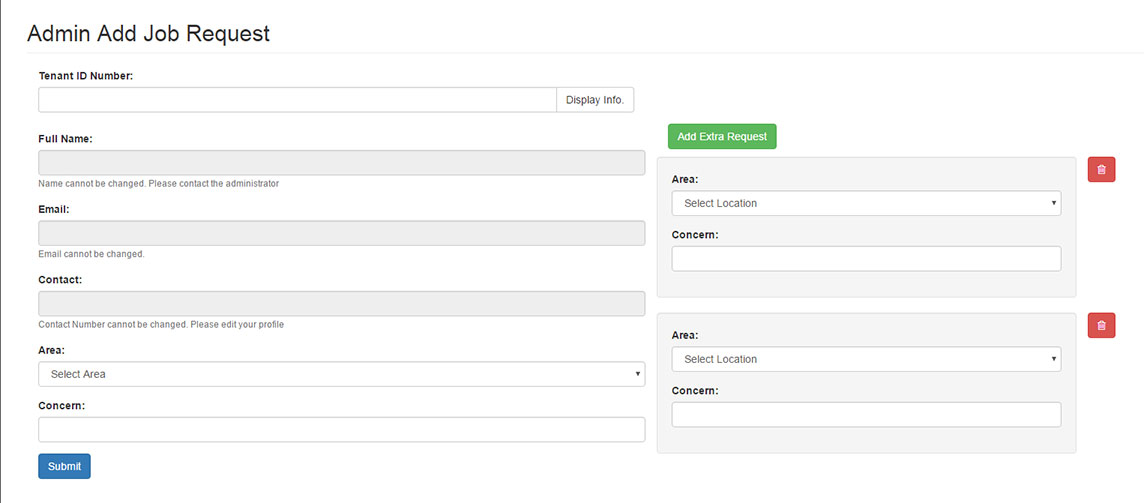 Admin Add Job Request
Tenant ID Number:
Display Info.
Full Name:
Name cannot be changed. Please contact the administrator
Email:
Email cannot be changed.
Contact:
Contact Number cannot be changed. Please edit your profile
Area:
Select Area
Concern:
Submit
Add Extra Request
Area:
Select Location
Concern:
Area:
Select Location
Concern: